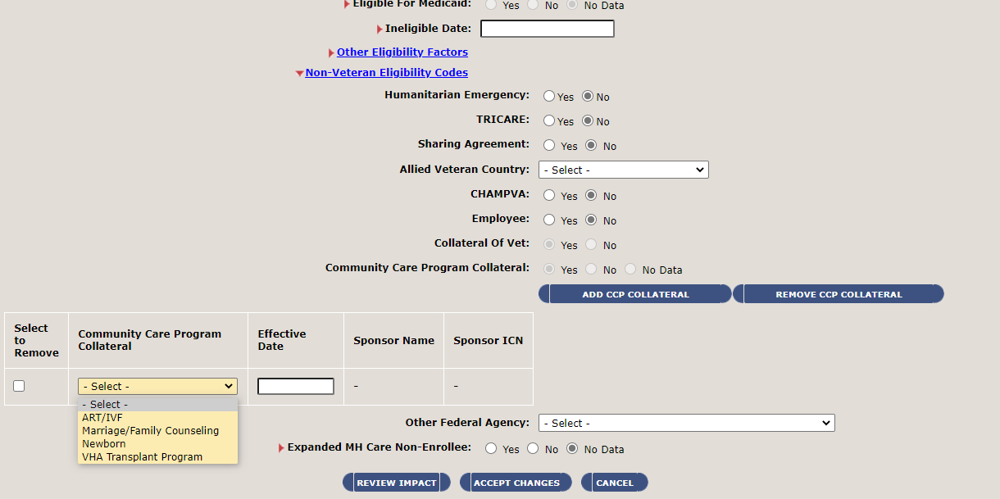 Eligible For Medicaid: Yes No No Data
Ineligible Date:
Other Eligibility Factors
Non-Veteran Eligibility Codes
Humanitarian Emergency: Yes No
TRICARE: Yes No
Sharing Agreement: Yes No
Allied Veteran Country: - Select -
CHAMPVA: Yes No
Employee: Yes No
Collateral Of Vet: Yes No
Community Care Program Collateral: Yes No No Data
ADD CCP COLLATERAL REMOVE CCP COLLATERAL
Select to Remove
Community Care Program Collateral
Effective Date
Sponsor Name
Sponsor ICN
- Select - - -
- Select -
ART/IVF
Marriage/Family Counseling
Newborn
VHA Transplant Program
Other Federal Agency: - Select -
Expanded MH Care Non-Enrollee: Yes No No Data
REVIEW IMPACT ACCEPT CHANGES CANCEL